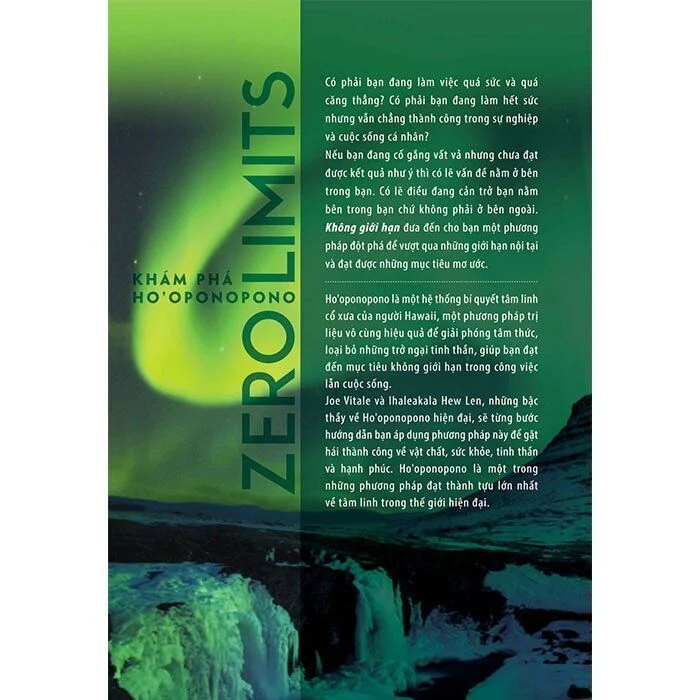 ZERO LIMITS
KHÁM PHÁ
HO'OPONOPONO
Có phải bạn đang làm việc quá sức và quá
căng thẳng? Có phải bạn đang làm hết sức
nhưng vẫn chẳng thành công trong sự nghiệp
và cuộc sống cá nhân?
Nếu bạn đang cố gắng vất vả nhưng chưa đạt
được kết quả như ý thì có lẽ vấn đề nằm ở bên
trong bạn. Có lẽ điều đang cản trở bạn nằm
bên trong bạn chứ không phải ở bên ngoài.
Không giới hạn đưa đến cho bạn một phương
pháp đột phá để vượt qua những giới hạn nội tại
và đạt được những mục tiêu mơ ước.
Ho'oponopono là một hệ thống bí quyết tâm linh
cổ xưa của người Hawaii, một phương pháp trị
liệu vô cùng hiệu quả để giải phóng tâm thức,
loại bỏ những trở ngại tinh thần, giúp bạn đạt
đến mục tiêu không giới hạn trong công việc
lẫn cuộc sống.
Joe Vitale và Ihaleakala Hew Len, những bậc
thầy về Ho'oponopono hiện đại, sẽ từng bước
hướng dẫn bạn áp dụng phương pháp này để gặt
hái thành công về vật chất, sức khỏe, tinh thần
và hạnh phúc. Ho'oponopono là một trong
những phương pháp đạt thành tựu lớn nhất
về tâm linh trong thế giới hiện đại.